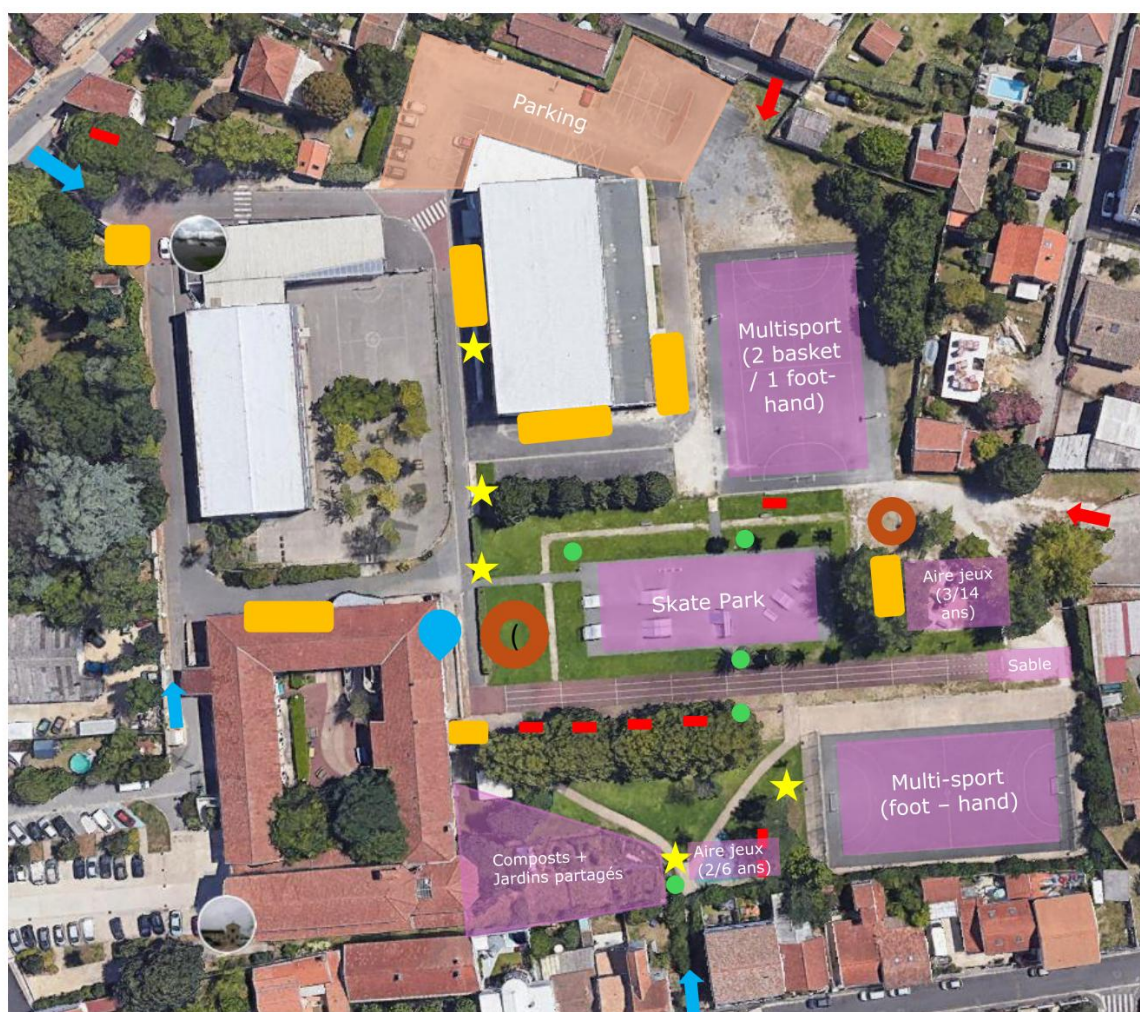 Parking
Multisport
(2 basket
/ 1 foot-
hand)
Skate Park
Aire jeux
(3/14
ans)
Sable
Multi-sport
(foot – hand)
Composts +
Jardins partagés
Aire jeux
(2/6 ans)